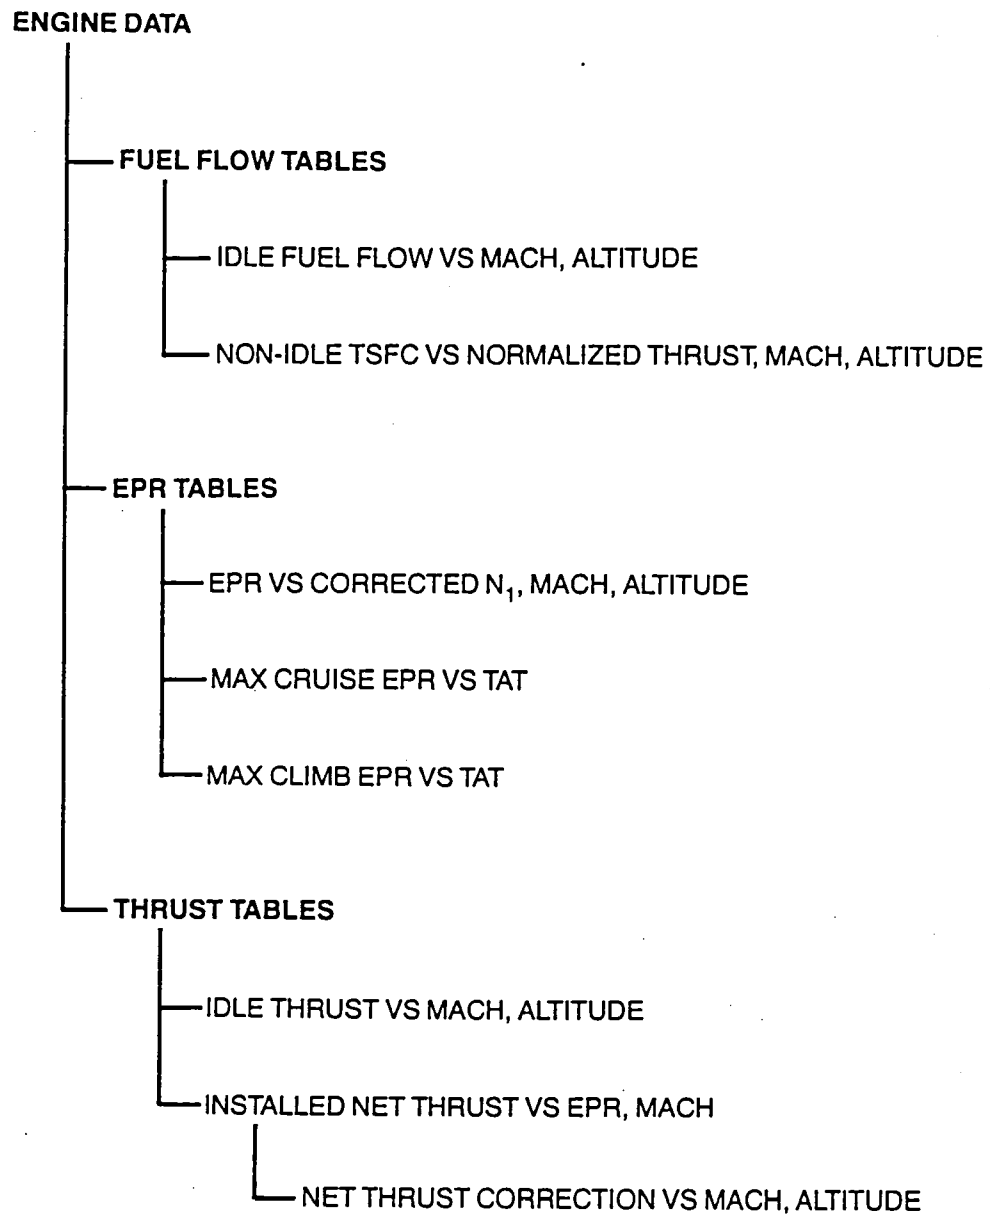 ENGINE DATA
FUEL FLOW TABLES
IDLE FUEL FLOW VS MACH, ALTITUDE
NON-IDLE TSFC VS NORMALIZED THRUST, MACH, ALTITUDE
EPR TABLES
EPR VS CORRECTED N₁, MACH, ALTITUDE
MAX CRUISE EPR VS TAT
MAX CLIMB EPR VS TAT
THRUST TABLES
IDLE THRUST VS MACH, ALTITUDE
INSTALLED NET THRUST VS EPR, MACH
NET THRUST CORRECTION VS MACH, ALTITUDE